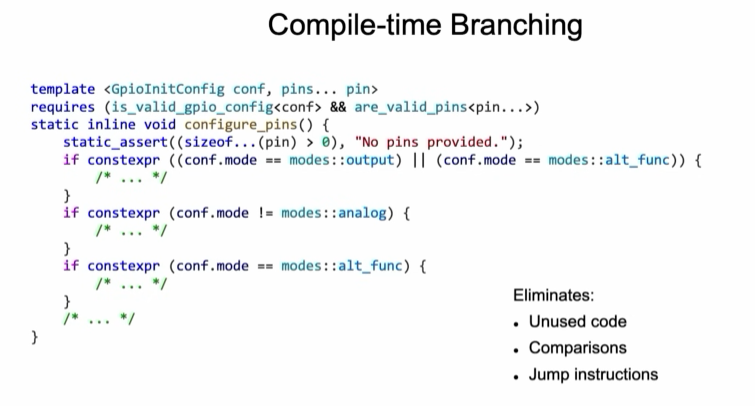 Compile-time Branching
template <GpioInitConfig conf, pins... pin>
requires (is_valid_gpio_config<conf> && are_valid_pins<pin...>)
static inline void configure_pins() {
    static_assert((sizeof...(pin) > 0), "No pins provided.");
    if constexpr ((conf.mode == modes::output) || (conf.mode == modes::alt_func)) {
        /* ... */
    }
    if constexpr (conf.mode != modes::analog) {
        /* ... */
    }
    if constexpr (conf.mode == modes::alt_func) {
        /* ... */
    }
    /* ... */
}
Eliminates:
• Unused code
• Comparisons
• Jump instructions